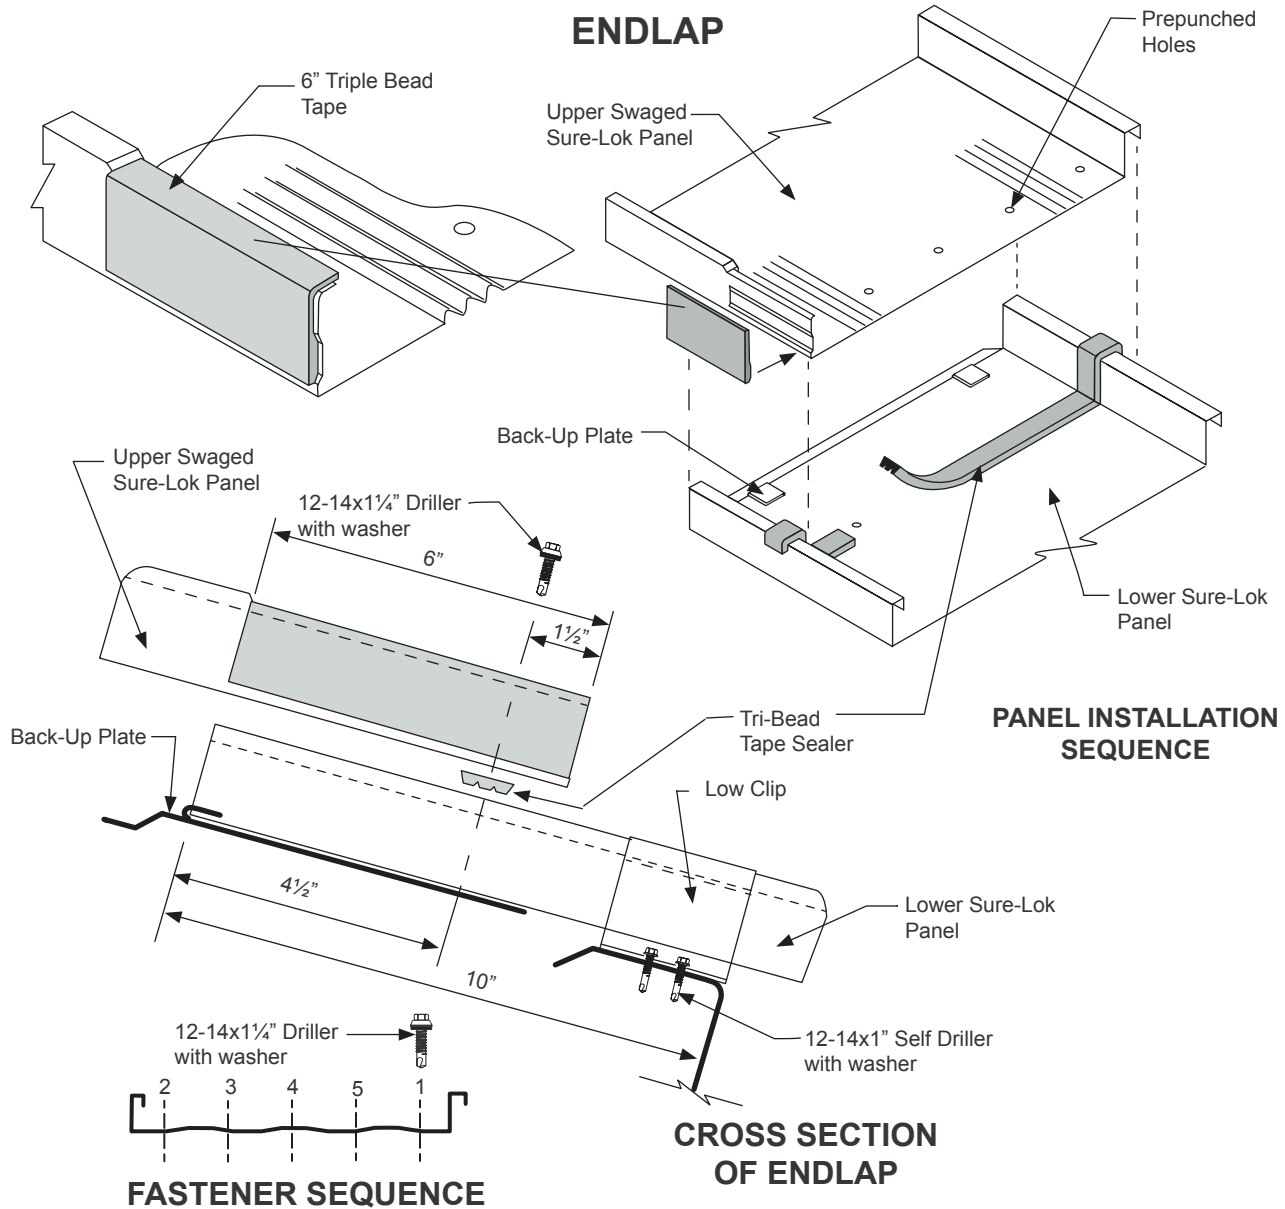 ENDLAP
Prepunched
Holes
6” Triple Bead
Tape
Upper Swaged
Sure-Lok Panel
Back-Up Plate
Upper Swaged
Sure-Lok Panel
12-14x1¼” Driller
with washer
6”
1½”
Lower Sure-Lok
Panel
Tri-Bead
Tape Sealer
PANEL INSTALLATION
SEQUENCE
Back-Up Plate
Low Clip
4½”
10”
Lower Sure-Lok
Panel
12-14x1¼” Driller
with washer
12-14x1” Self Driller
with washer
2 3 4 5 1
CROSS SECTION
OF ENDLAP
FASTENER SEQUENCE